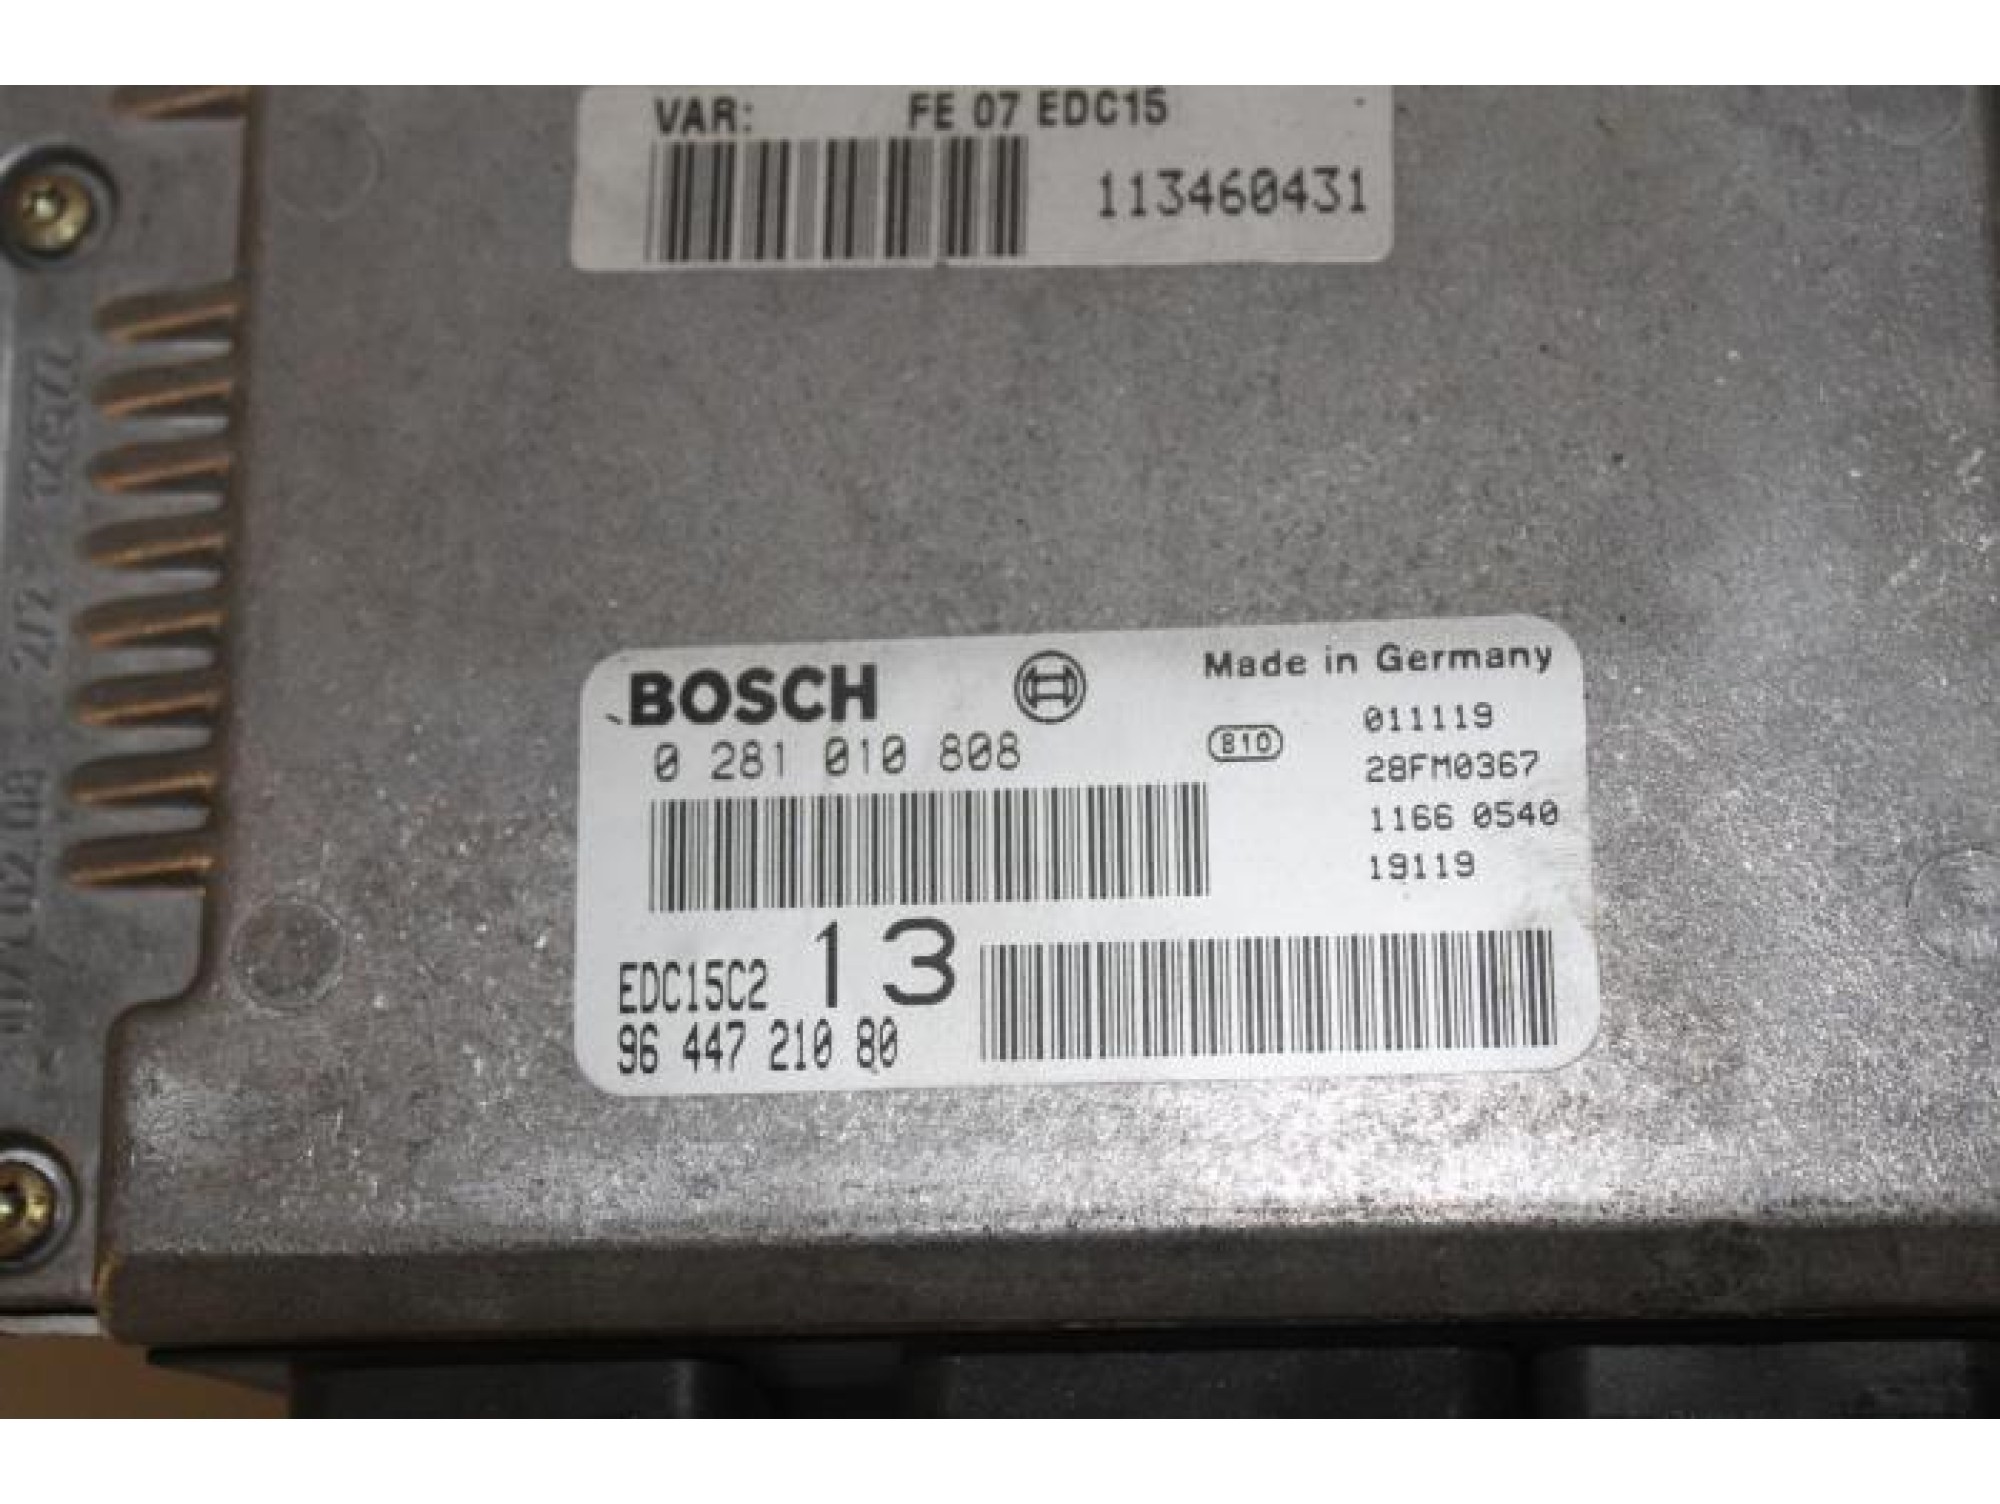 VAR: FE 07 EDC15
113460431
BOSCH
Made in Germany
0 281 010 808
810
011119
28FM0367
1166 0540
19119
EDC15C2 13
96 447 210 80